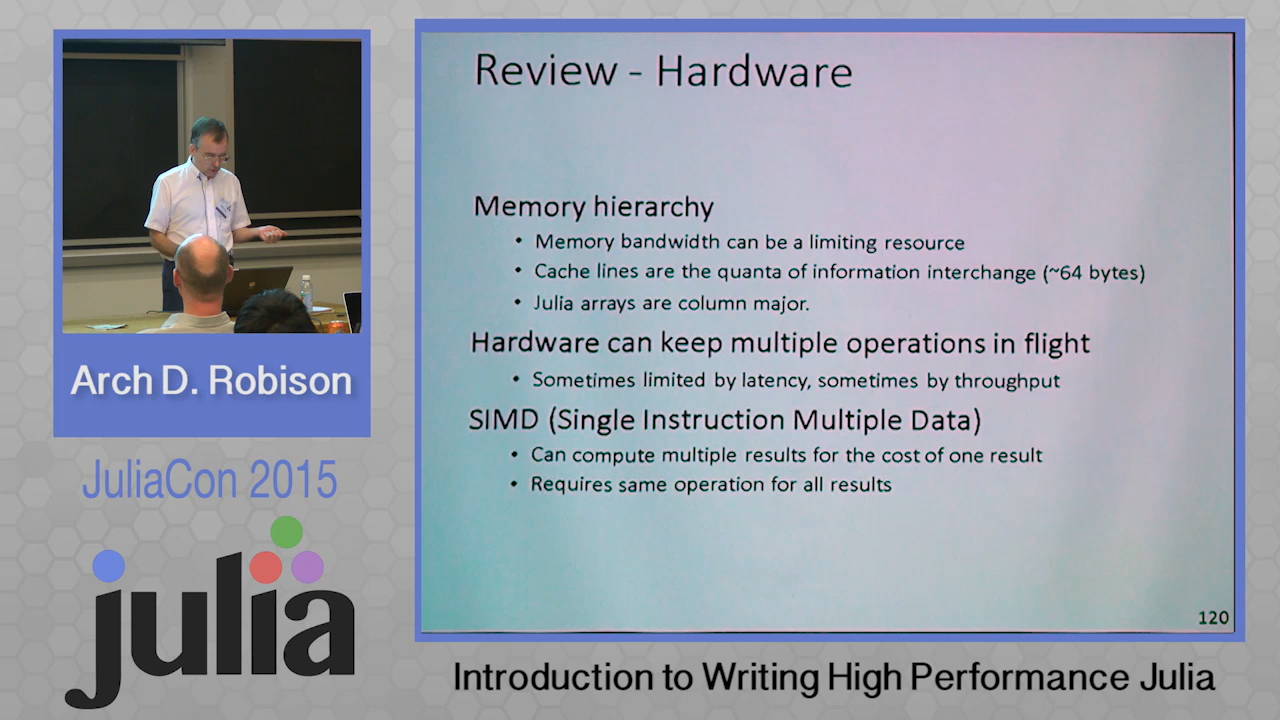 Arch D. Robison
JuliaCon 2015
julia
Review - Hardware
Memory hierarchy
• Memory bandwidth can be a limiting resource
• Cache lines are the quanta of information interchange (~64 bytes)
• Julia arrays are column major.
Hardware can keep multiple operations in flight
• Sometimes limited by latency, sometimes by throughput
SIMD (Single Instruction Multiple Data)
• Can compute multiple results for the cost of one result
• Requires same operation for all results
120
Introduction to Writing High Performance Julia